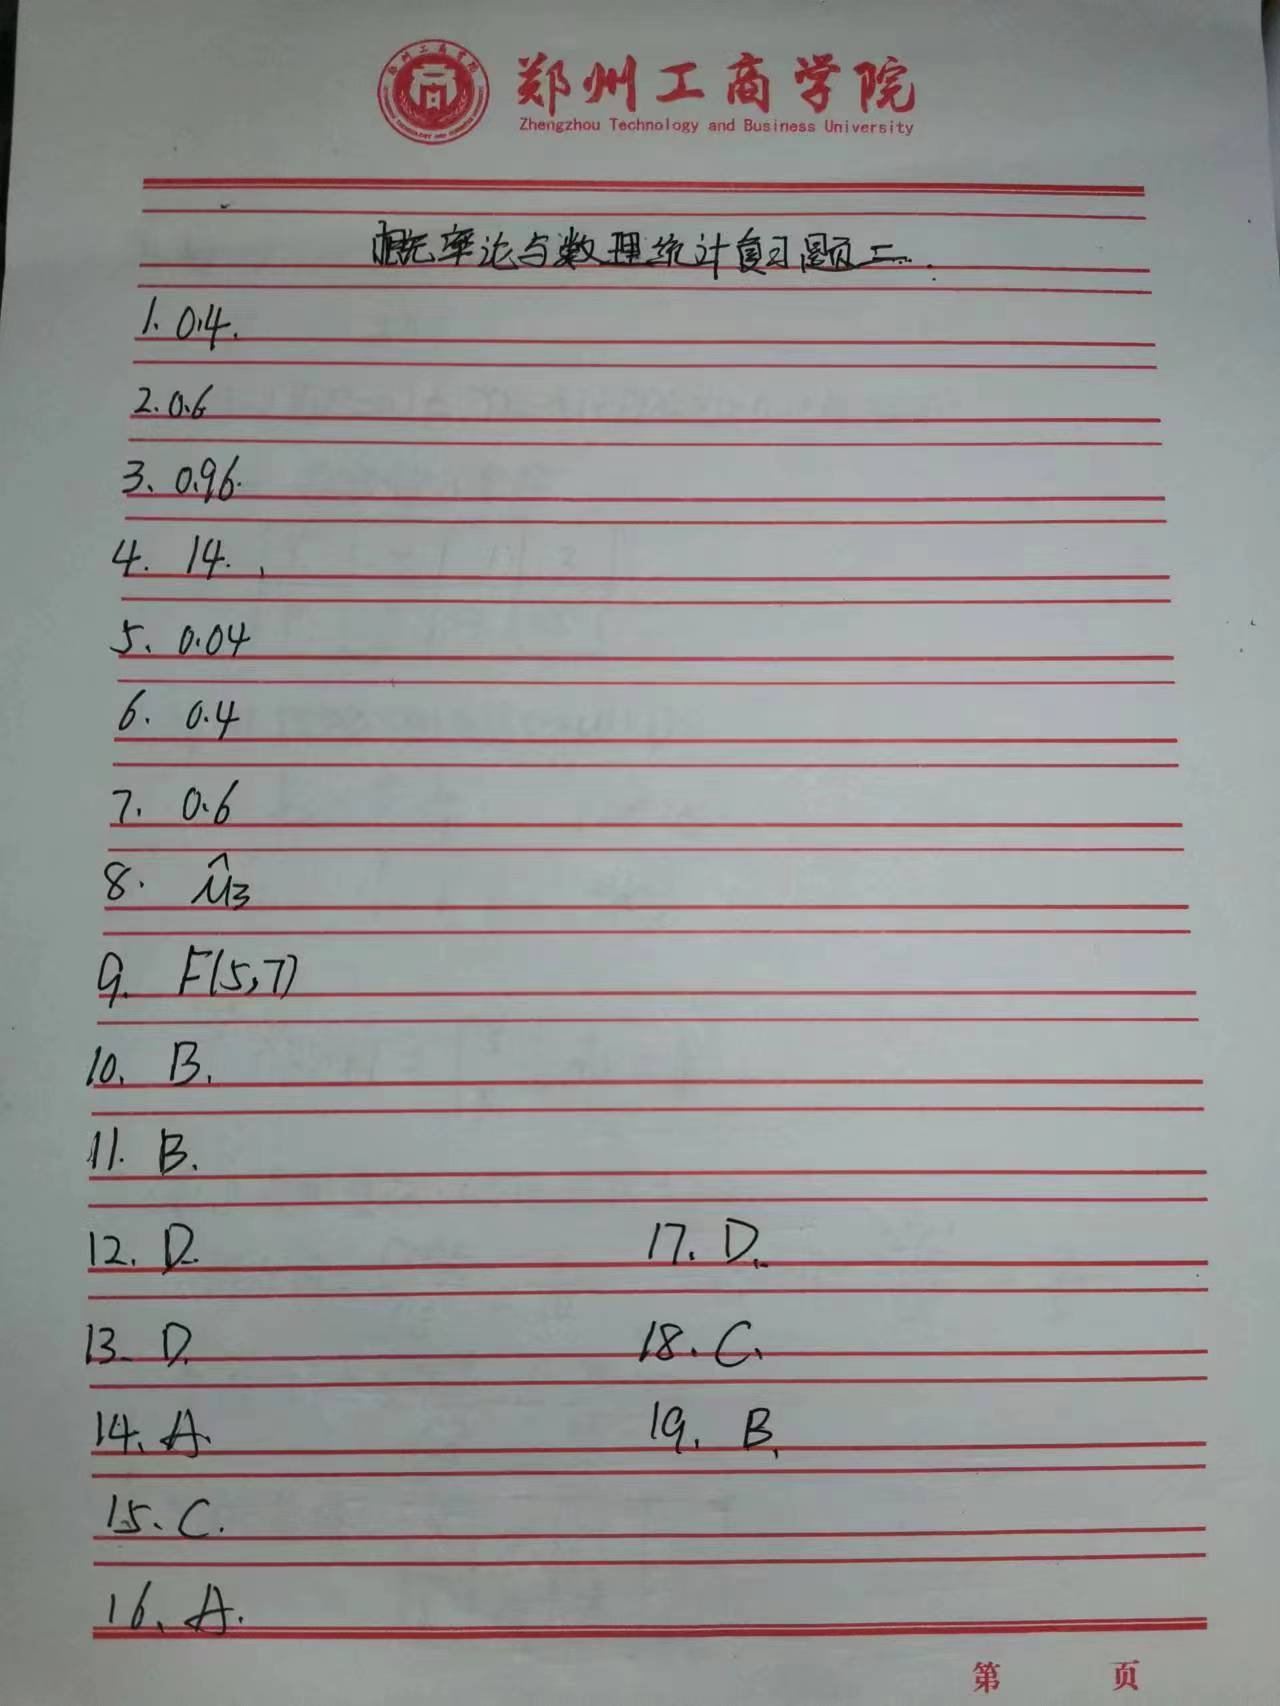 郑州工商学院
Zhengzhou Technology and Business University
概率论与数理统计复习题二
1. 0.4.
2. 0.6
3、0.96.
4. 14.
5、0.04
6. 0.4
7. 0.6
8. μ̂₃
9. F(5,7)
10. B.
11. B.
12. D.
17. D.
13. D.
18. C.
14. A.
19. B.
15. C.
16. A.
第 页